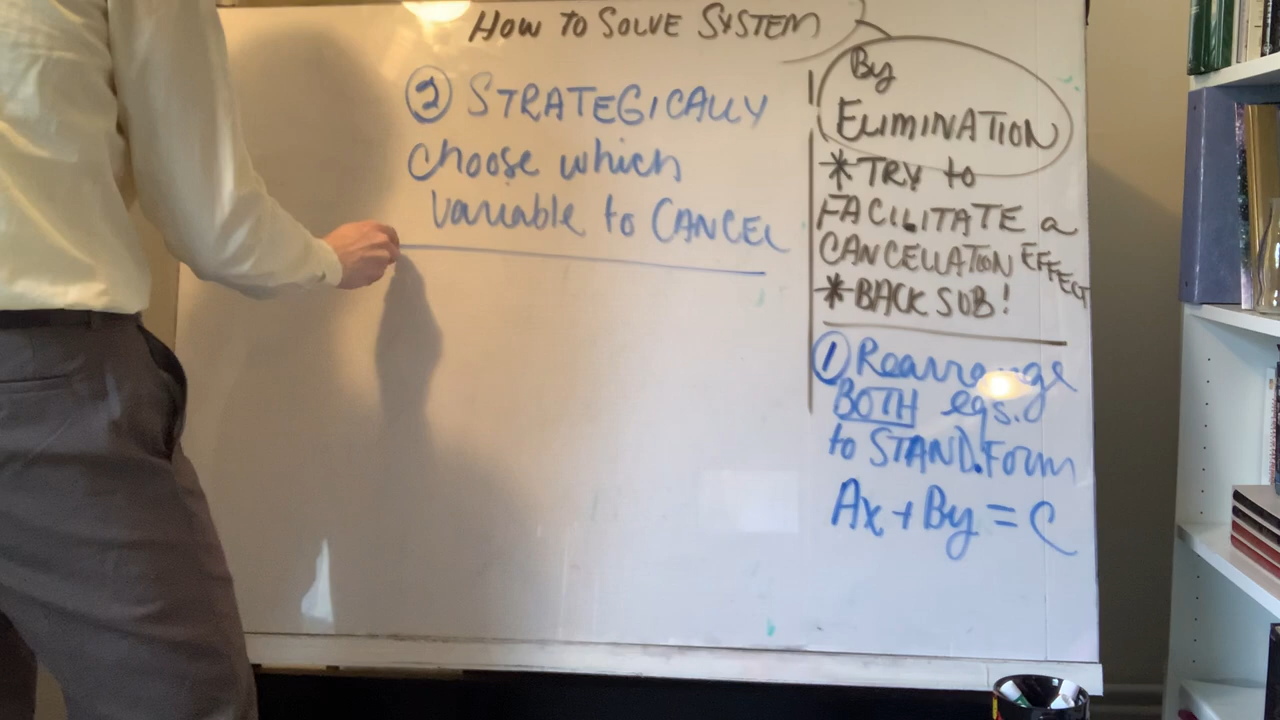 HOW TO SOLVE SYSTEM
② STRATEGICALLY
choose which
variable to CANCEL
By
ELIMINATION
* TRY to
FACILITATE a
CANCELLATION EFFECT
* BACK SUB!
① Rearrange
BOTH eqs.
to STAND. Form
Ax + By = C